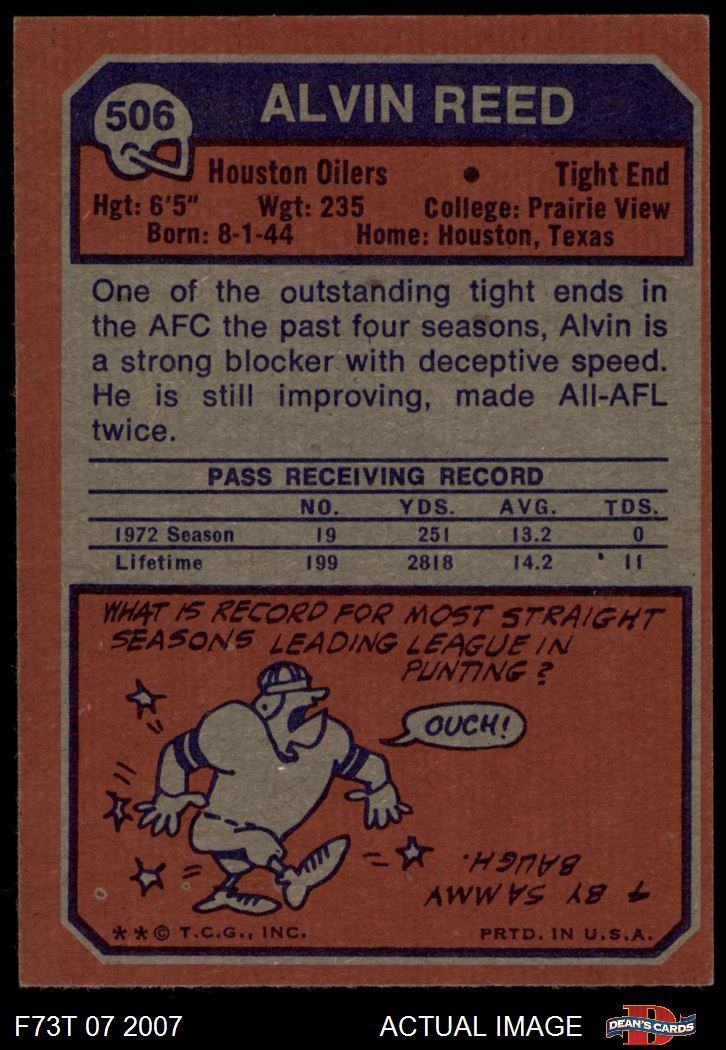 506
ALVIN REED
Houston Oilers • Tight End
Hgt: 6'5" Wgt: 235 College: Prairie View
Born: 8-1-44 Home: Houston, Texas
One of the outstanding tight ends in
the AFC the past four seasons, Alvin is
a strong blocker with deceptive speed.
He is still improving, made All-AFL
twice.
PASS RECEIVING RECORD
NO. YDS. AVG. TDS.
1972 Season 19 251 13.2 0
Lifetime 199 2818 14.2 11
WHAT IS RECORD FOR MOST STRAIGHT
SEASONS LEADING LEAGUE IN
PUNTING?
OUCH!
4 BY SAMMY
BAUGH.
**© T.C.G., INC. PRTD. IN U.S.A.
F73T 07 2007 ACTUAL IMAGE DEAN'S CARDS